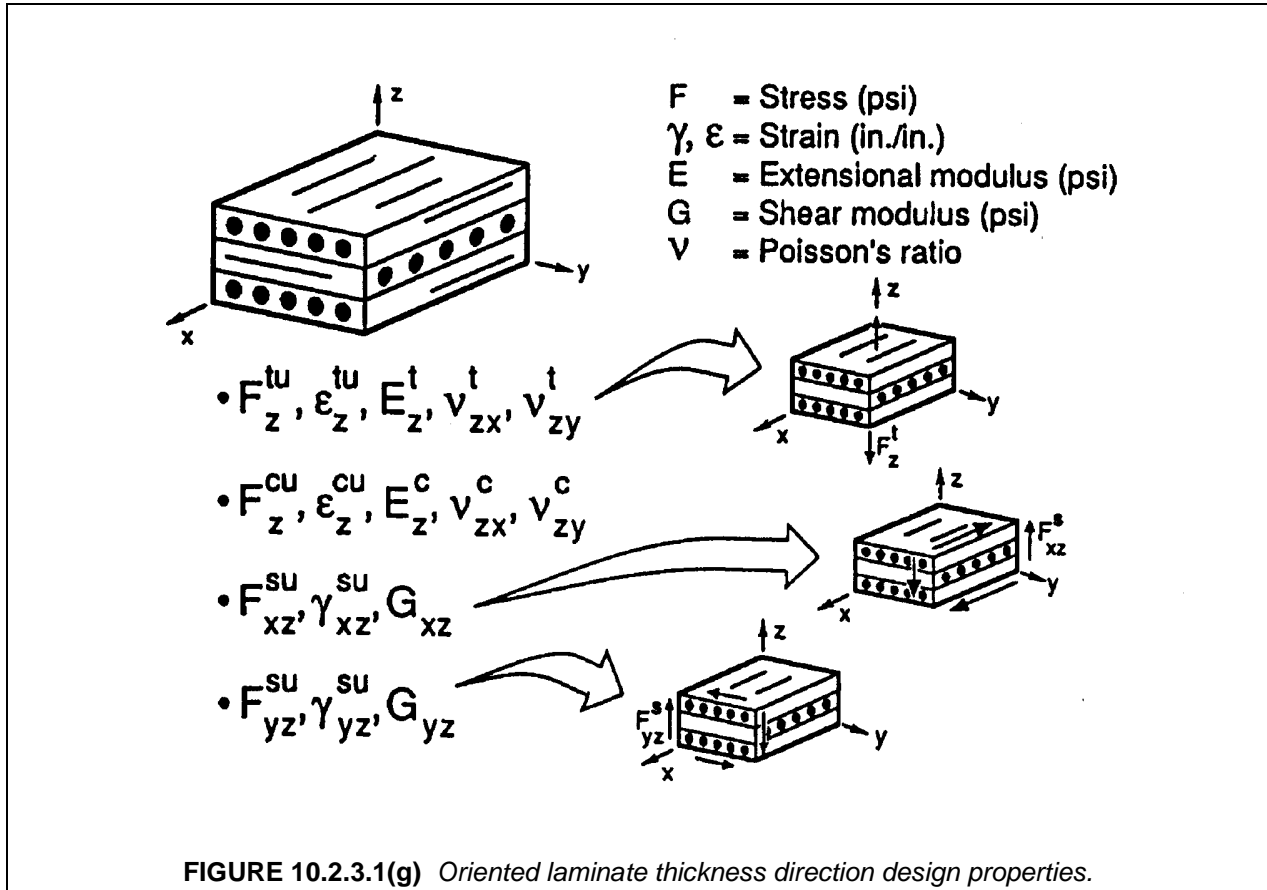 z
y
x
F = Stress (psi)
γ, ε = Strain (in./in.)
E = Extensional modulus (psi)
G = Shear modulus (psi)
ν = Poisson's ratio
• F_z^tu, ε_z^tu, E_z^t, ν_zx^t, ν_zy^t
z
y
x
F_z^t
• F_z^cu, ε_z^cu, E_z^c, ν_zx^c, ν_zy^c
• F_xz^su, γ_xz^su, G_xz
z
F_xz^s
y
x
• F_yz^su, γ_yz^su, G_yz
z
F_yz^s
y
x
FIGURE 10.2.3.1(g) Oriented laminate thickness direction design properties.